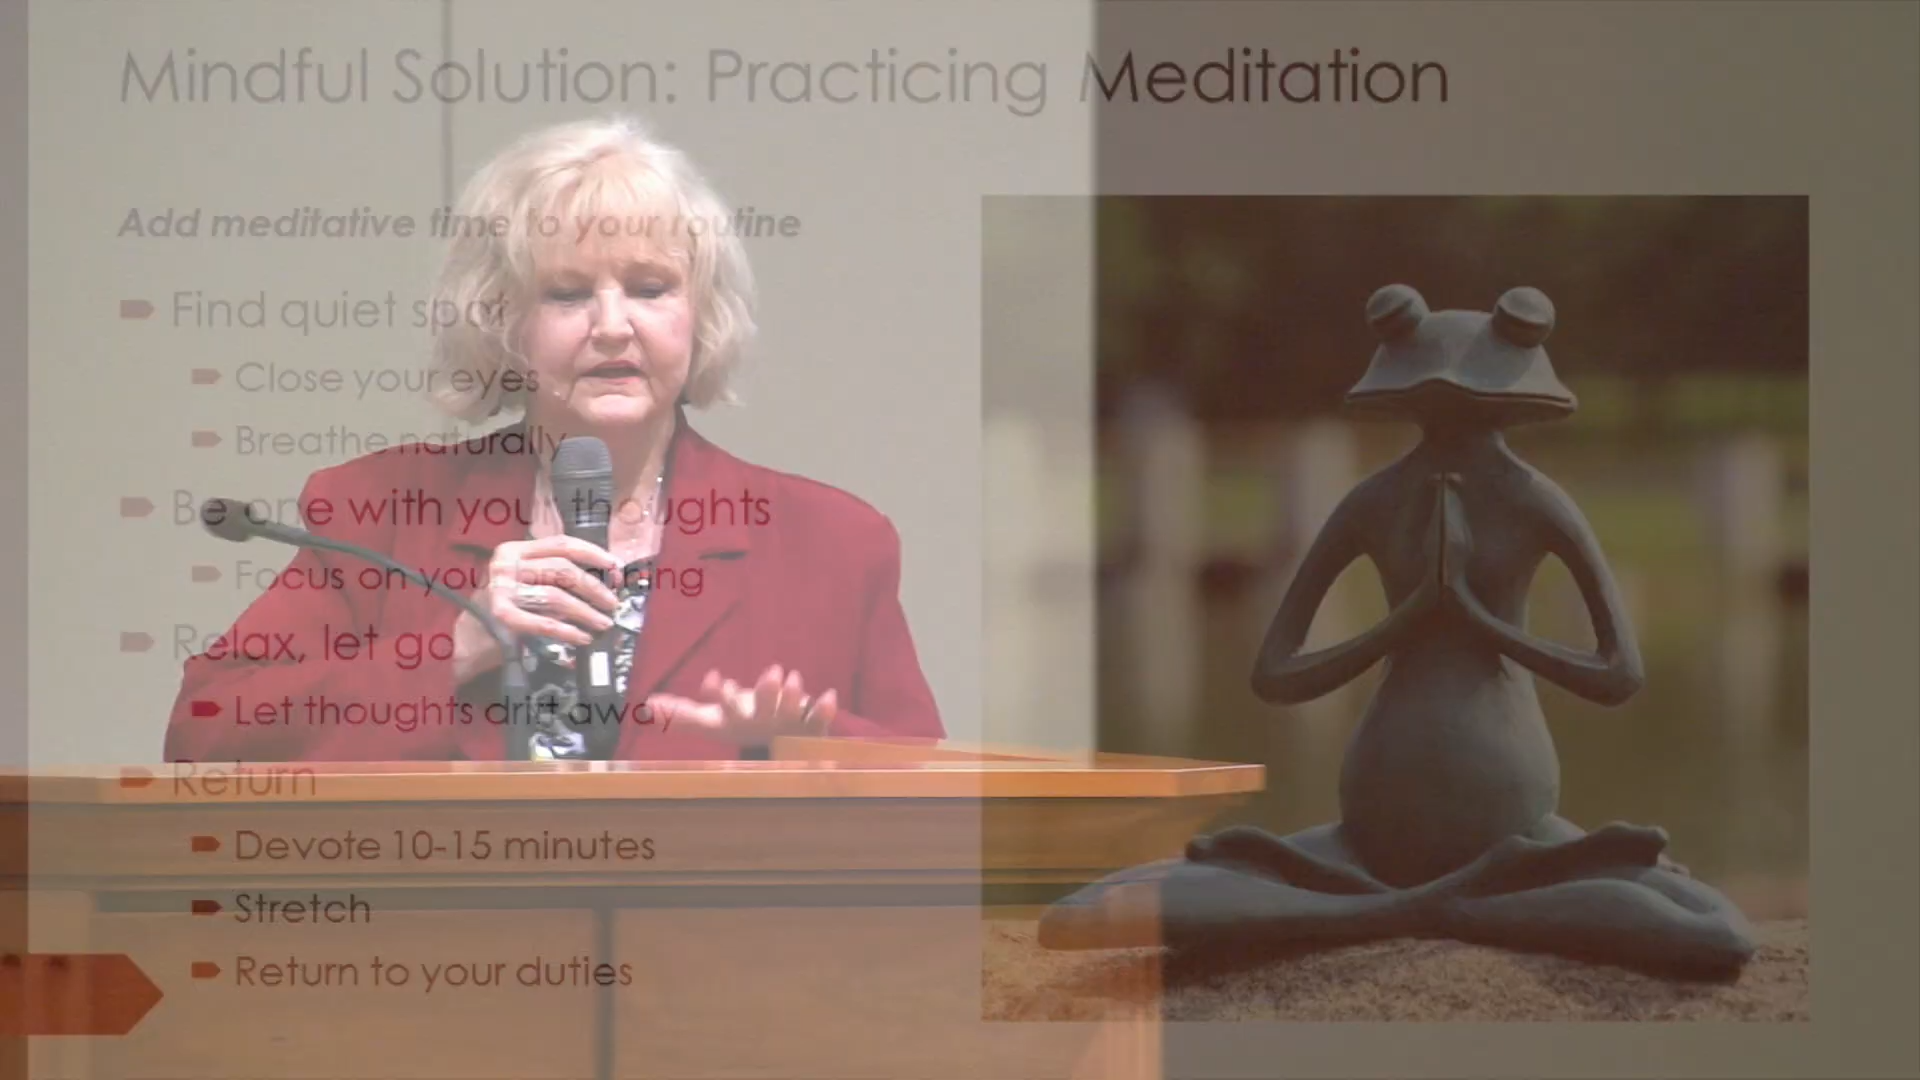 Mindful Solution: Practicing Meditation
Add meditative time to your routine
Find quiet spot
Close your eyes
Breathe naturally
Be one with your thoughts
Focus on your breathing
Relax, let go
Let thoughts drift away
Return
Devote 10-15 minutes
Stretch
Return to your duties